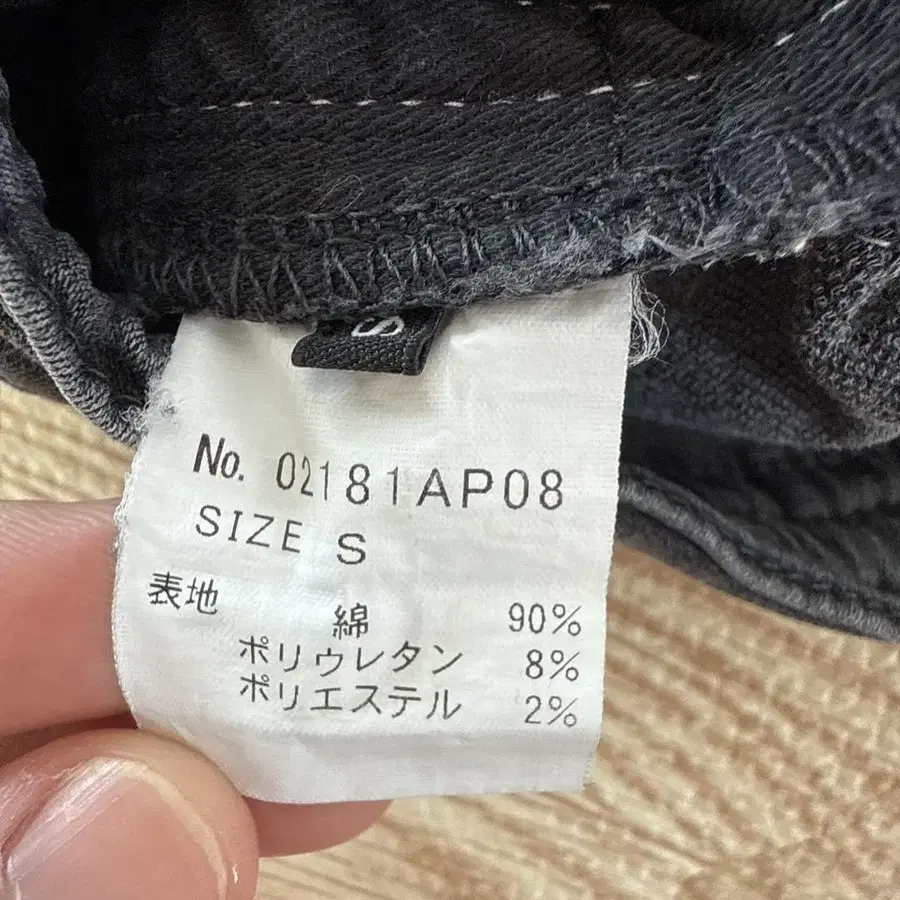 S
No. 02181AP08
SIZE S
表地
綿 90%
ポリウレタン 8%
ポリエステル 2%